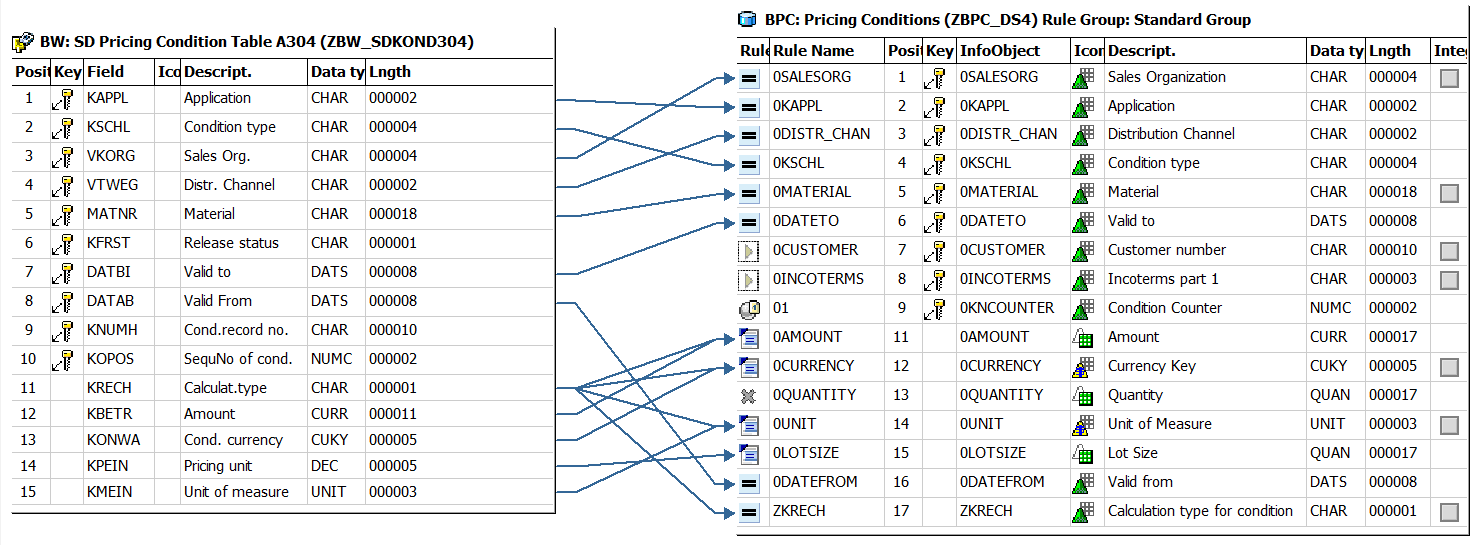 BW: SD Pricing Condition Table A304 (ZBW_SDKOND304)
Posit Key Field Ico Descript. Data ty Lngth
1 KAPPL Application CHAR 000002
2 KSCHL Condition type CHAR 000004
3 VKORG Sales Org. CHAR 000004
4 VTWEG Distr. Channel CHAR 000002
5 MATNR Material CHAR 000018
6 KFRST Release status CHAR 000001
7 DATBI Valid to DATS 000008
8 DATAB Valid From DATS 000008
9 KNUMH Cond.record no. CHAR 000010
10 KOPOS SequNo of cond. NUMC 000002
11 KRECH Calculat.type CHAR 000001
12 KBETR Amount CURR 000011
13 KONWA Cond. currency CUKY 000005
14 KPEIN Pricing unit DEC 000005
15 KMEIN Unit of measure UNIT 000003
BPC: Pricing Conditions (ZBPC_DS4) Rule Group: Standard Group
Rule Rule Name Posit Key InfoObject Icon Descript. Data ty Lngth Integ
0SALESORG 1 0SALESORG Sales Organization CHAR 000004
0KAPPL 2 0KAPPL Application CHAR 000002
0DISTR_CHAN 3 0DISTR_CHAN Distribution Channel CHAR 000002
0KSCHL 4 0KSCHL Condition type CHAR 000004
0MATERIAL 5 0MATERIAL Material CHAR 000018
0DATETO 6 0DATETO Valid to DATS 000008
0CUSTOMER 7 0CUSTOMER Customer number CHAR 000010
0INCOTERMS 8 0INCOTERMS Incoterms part 1 CHAR 000003
01 9 0KNCOUNTER Condition Counter NUMC 000002
0AMOUNT 11 0AMOUNT Amount CURR 000017
0CURRENCY 12 0CURRENCY Currency Key CUKY 000005
0QUANTITY 13 0QUANTITY Quantity QUAN 000017
0UNIT 14 0UNIT Unit of Measure UNIT 000003
0LOTSIZE 15 0LOTSIZE Lot Size QUAN 000017
0DATEFROM 16 0DATEFROM Valid from DATS 000008
ZKRECH 17 ZKRECH Calculation type for condition CHAR 000001